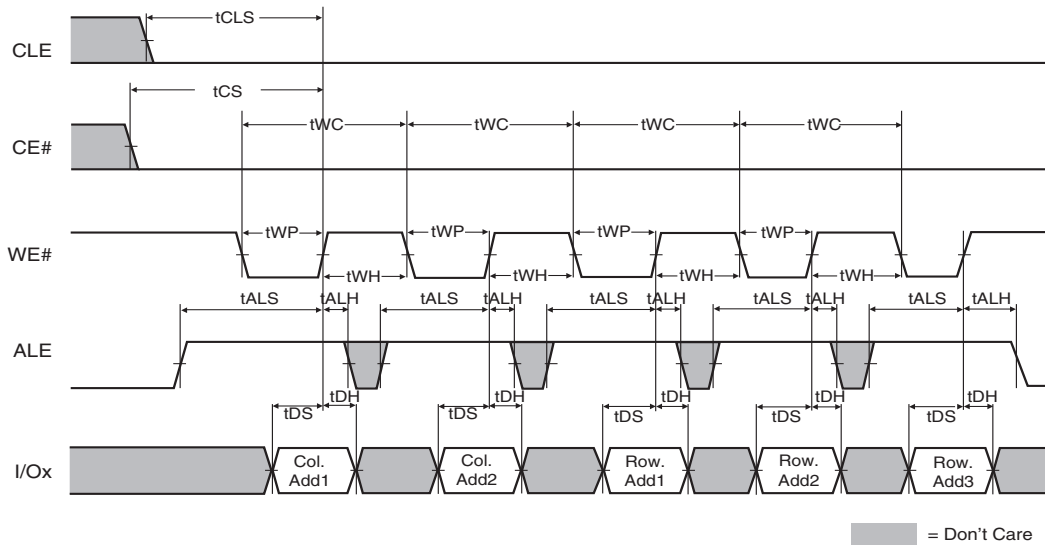 tCLS
CLE
tCS
tWC tWC tWC tWC
CE#
tWP tWP tWP tWP
WE#
tWH tWH tWH tWH
tALS tALH tALS tALH tALS tALH tALS tALH tALS tALH
ALE
tDH tDH tDH tDH tDH
tDS tDS tDS tDS tDS
I/Ox
Col. Add1
Col. Add2
Row. Add1
Row. Add2
Row. Add3
= Don't Care